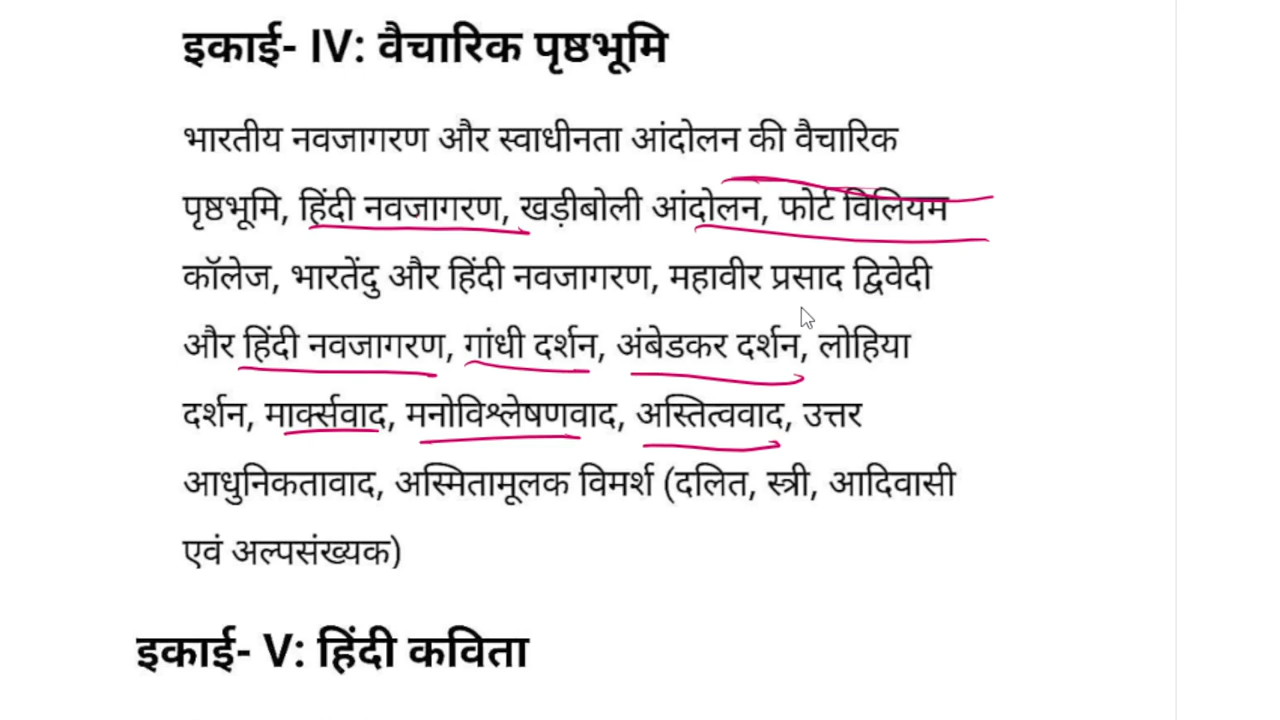 इकाई- IV: वैचारिक पृष्ठभूमि
भारतीय नवजागरण और स्वाधीनता आंदोलन की वैचारिक
पृष्ठभूमि, हिंदी नवजागरण, खड़ीबोली आंदोलन, फोर्ट विलियम
कॉलेज, भारतेंदु और हिंदी नवजागरण, महावीर प्रसाद द्विवेदी
और हिंदी नवजागरण, गांधी दर्शन, अंबेडकर दर्शन, लोहिया
दर्शन, मार्क्सवाद, मनोविश्लेषणवाद, अस्तित्ववाद, उत्तर
आधुनिकतावाद, अस्मितामूलक विमर्श (दलित, स्त्री, आदिवासी
एवं अल्पसंख्यक)
इकाई- V: हिंदी कविता